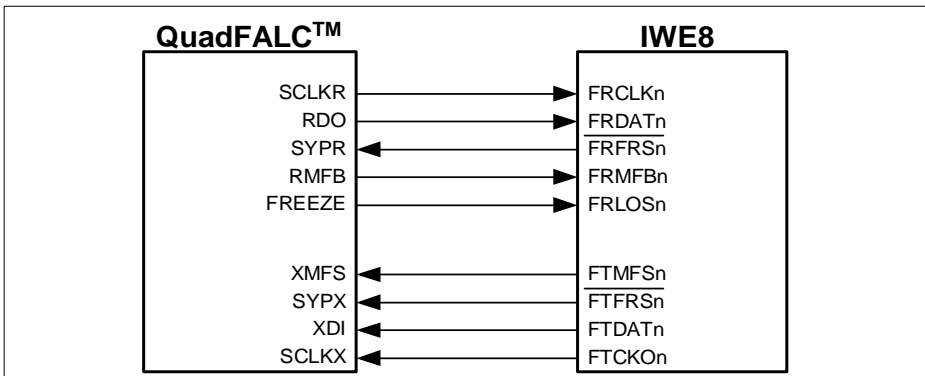 QuadFALC™ IWE8
SCLKR FRCLKn
RDO FRDATn
SYPR FRFRSn
RMFB FRMFBn
FREEZE FRLOSn
XMFS FTMFSn
SYPX FTFRSn
XDI FTDATn
SCLKX FTCKOn